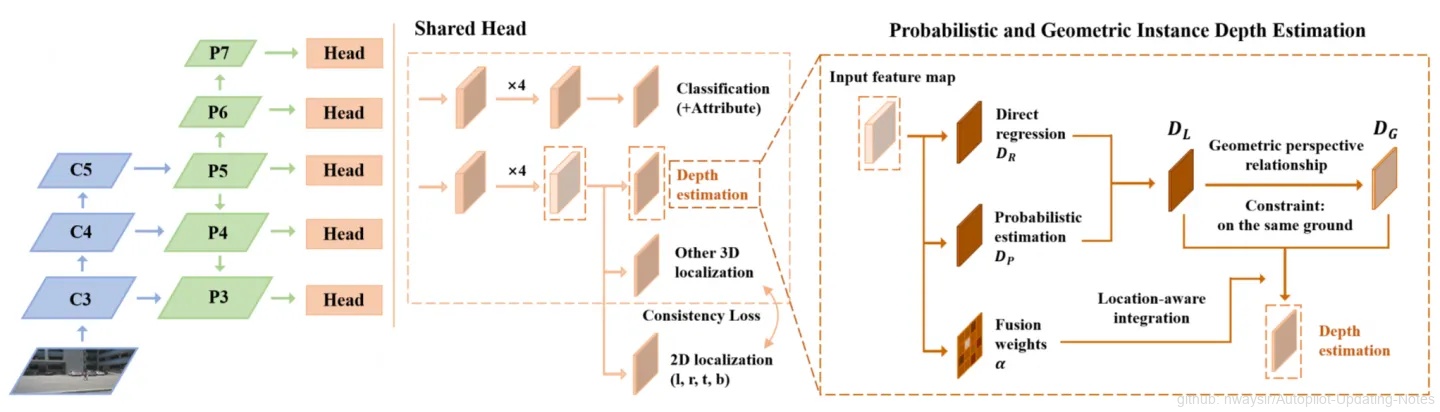 P7
Head
P6
Head
C5
P5
Head
C4
P4
Head
C3
P3
Head
Shared Head
×4
Classification
(+Attribute)
×4
Depth
estimation
Other 3D
localization
Consistency Loss
2D localization
(l, r, t, b)
Probabilistic and Geometric Instance Depth Estimation
Input feature map
Direct
regression
D_R
Probabilistic
estimation
D_P
Fusion
weights
α
D_L
Geometric perspective
relationship
Constraint:
on the same ground
D_G
Location-aware
integration
Depth
estimation
github: nwaysir/Autopilot-Updating-Notes